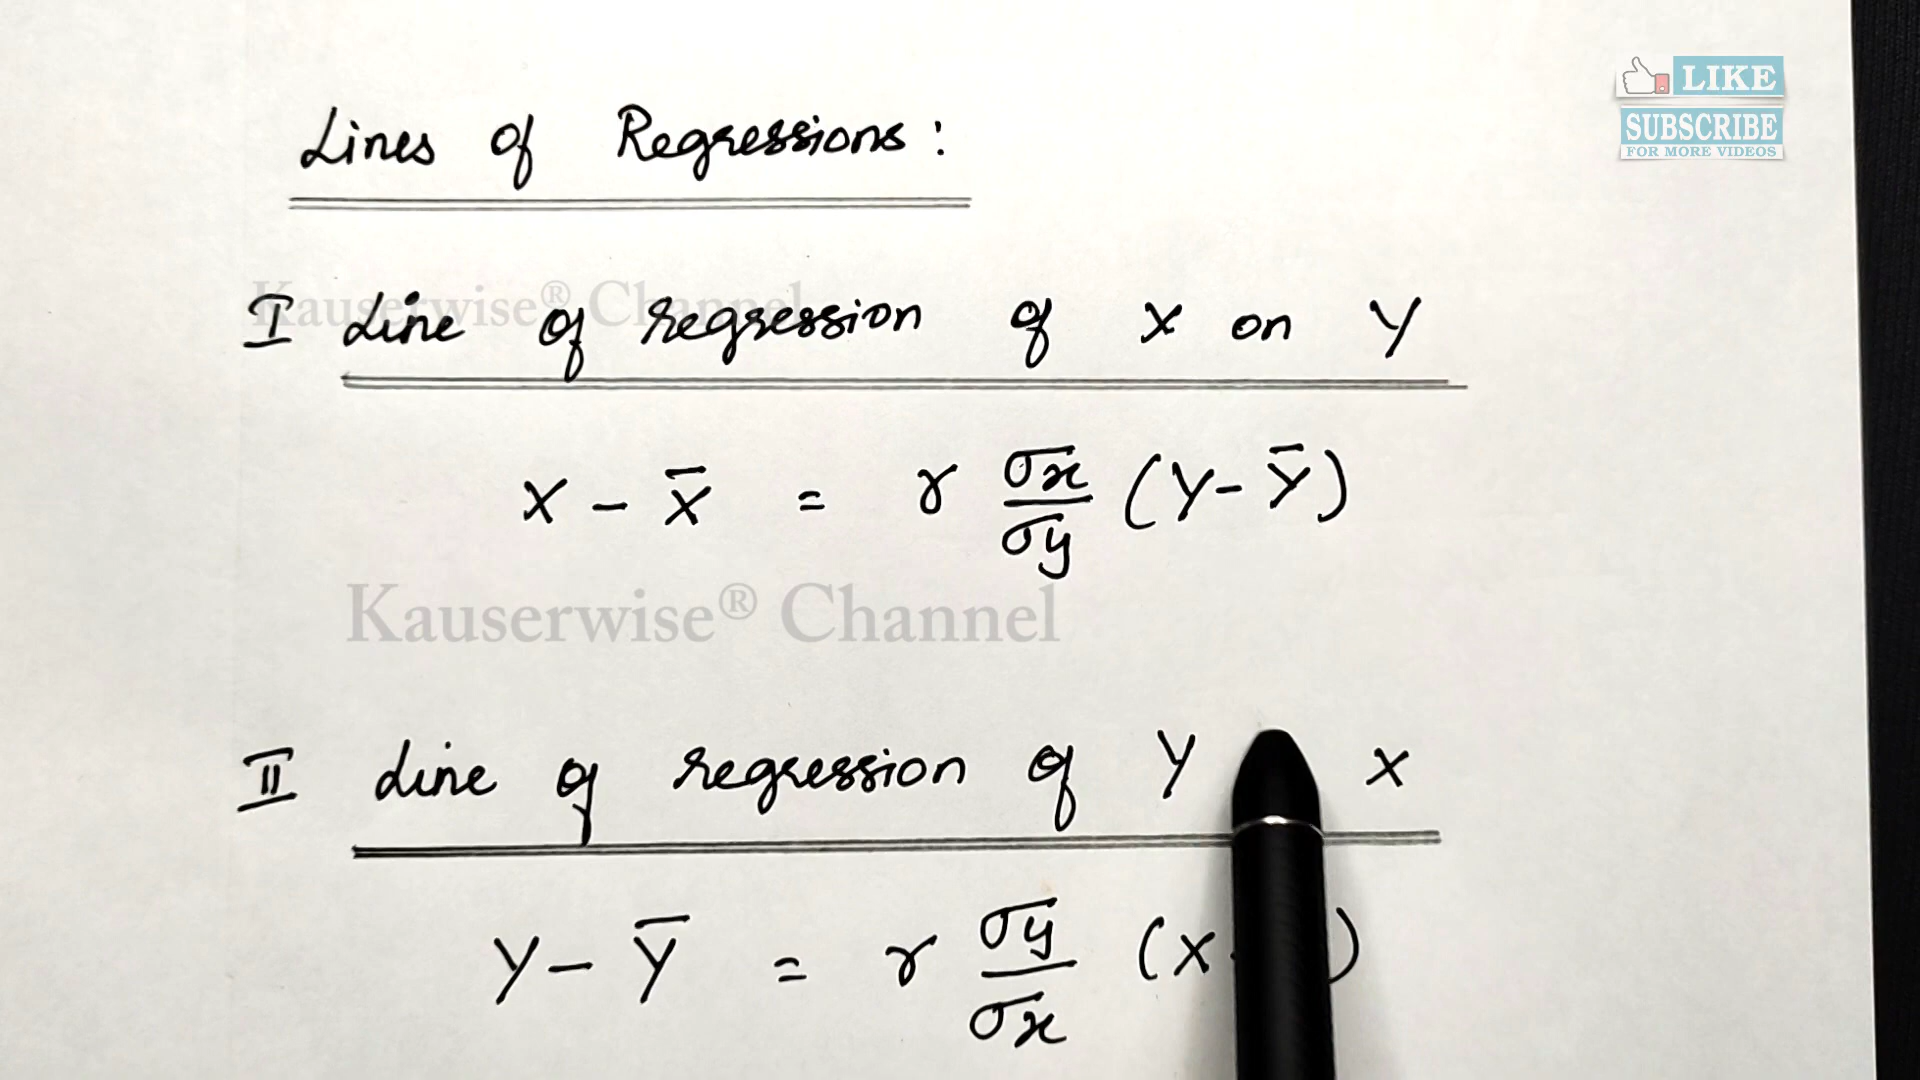 LIKE
SUBSCRIBE
FOR MORE VIDEOS
Lines of Regressions:
Kauserwise® Channel
I Line of regression of X on Y
X - X̄ = r σx/σy (Y - Ȳ)
Kauserwise® Channel
II Line of regression of Y X
Y - Ȳ = r σy/σx (X )